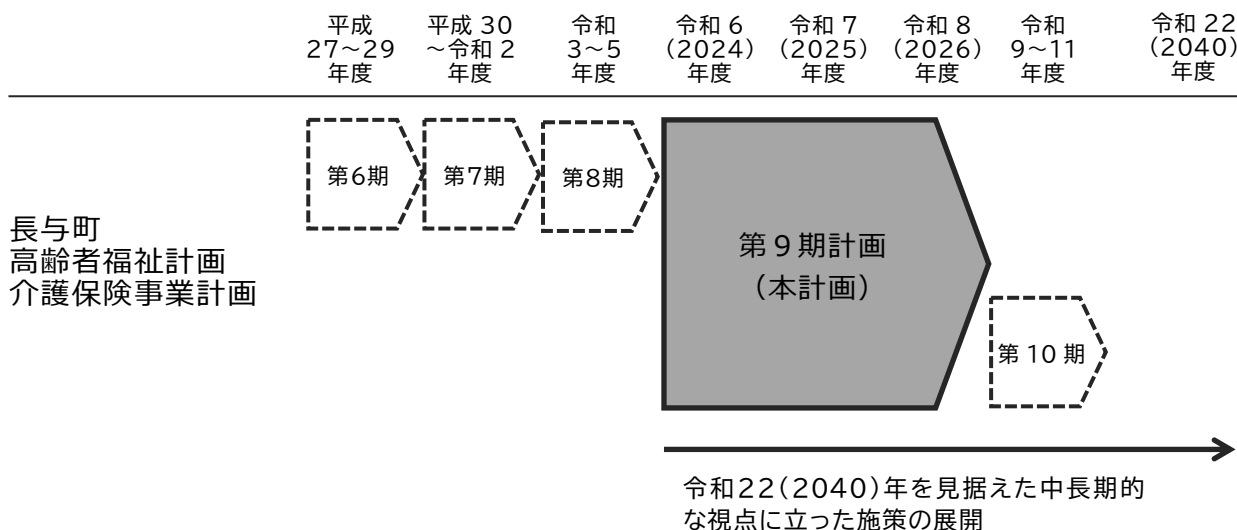 平成
27～29
年度
平成 30
～令和 2
年度
令和
3～5
年度
令和 6
(2024)
年度
令和 7
(2025)
年度
令和 8
(2026)
年度
令和
9～11
年度
令和 22
(2040)
年度
長与町
高齢者福祉計画
介護保険事業計画
第6期
第7期
第8期
第 9 期計画
（本計画）
第 10 期
令和22(2040)年を見据えた中長期的
な視点に立った施策の展開